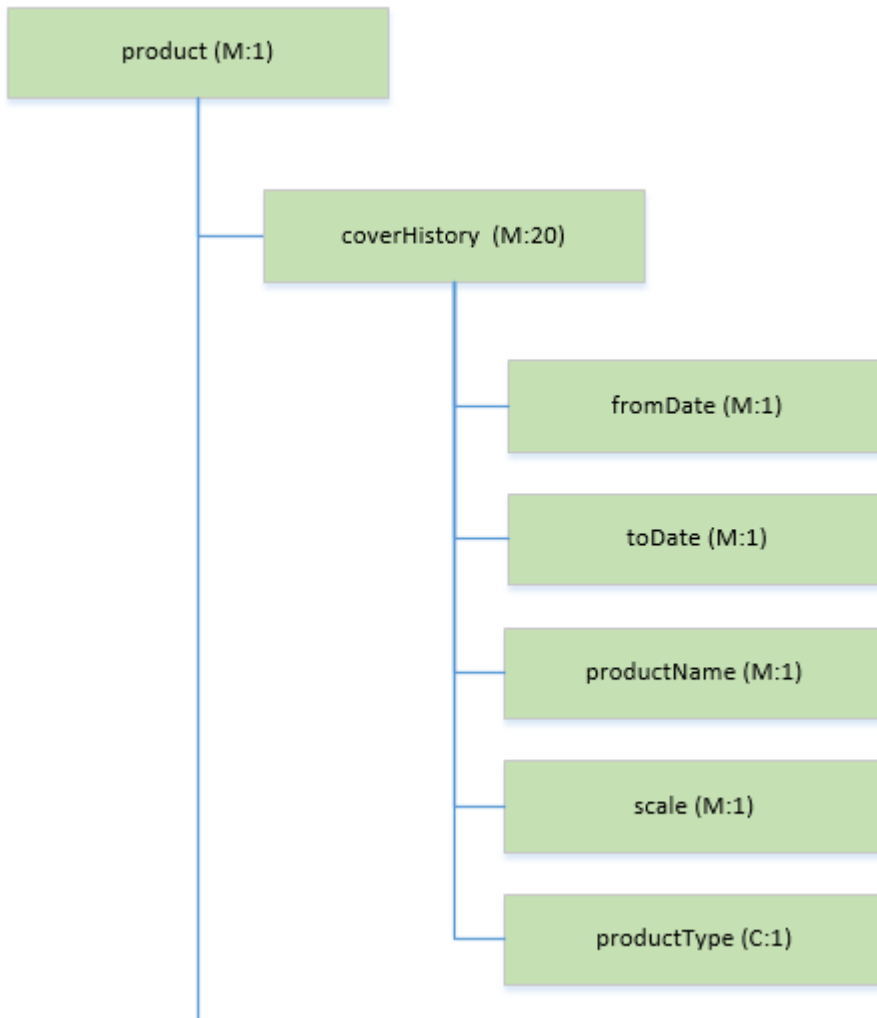 product (M:1)
coverHistory  (M:20)
fromDate (M:1)
toDate (M:1)
productName (M:1)
scale (M:1)
productType (C:1)